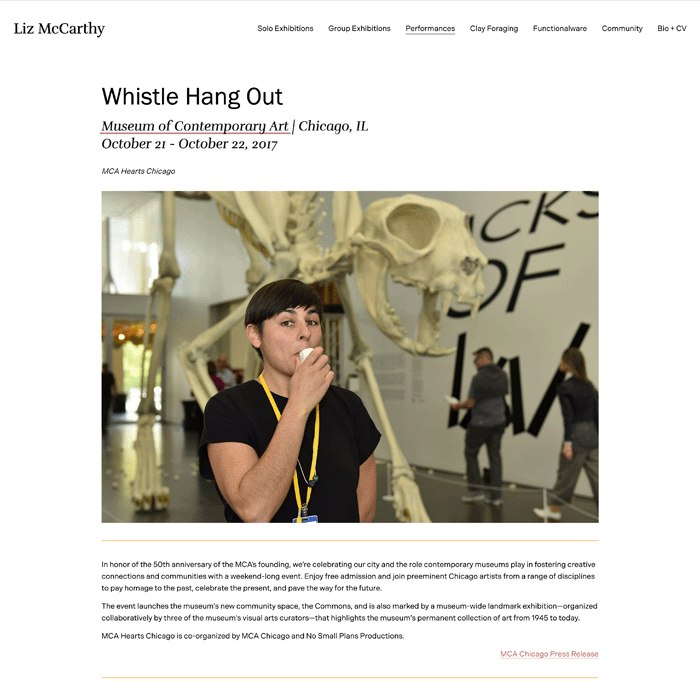 Liz McCarthy
Solo Exhibitions Group Exhibitions Performances Clay Foraging Functionalware Community Bio + CV
Whistle Hang Out
Museum of Contemporary Art | Chicago, IL
October 21 - October 22, 2017
MCA Hearts Chicago
CKS
OF
In honor of the 50th anniversary of the MCA's founding, we're celebrating our city and the role contemporary museums play in fostering creative
connections and communities with a weekend-long event. Enjoy free admission and join preeminent Chicago artists from a range of disciplines
to pay homage to the past, celebrate the present, and pave the way for the future.
The event launches the museum's new community space, the Commons, and is also marked by a museum-wide landmark exhibition—organized
collaboratively by three of the museum's visual arts curators—that highlights the museum's permanent collection of art from 1945 to today.
MCA Hearts Chicago is co-organized by MCA Chicago and No Small Plans Productions.
MCA Chicago Press Release